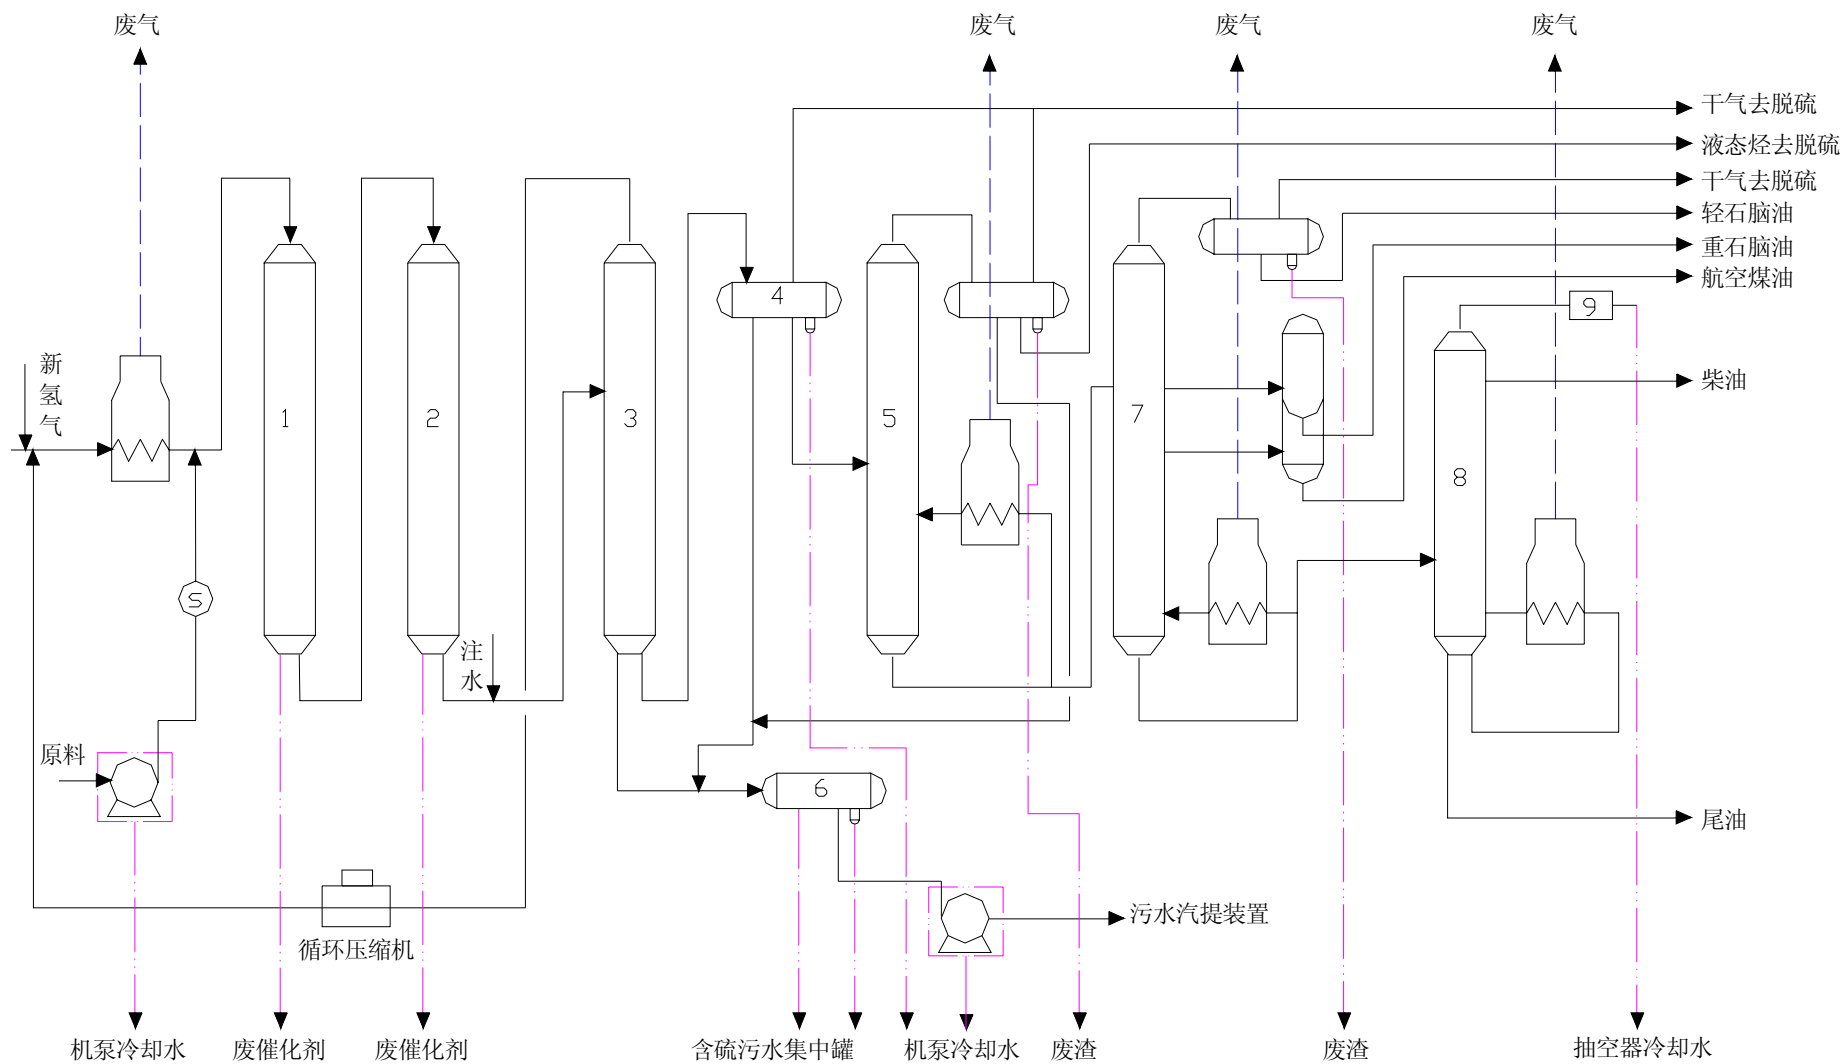 废气
废气
废气
废气
干气去脱硫
液态烃去脱硫
干气去脱硫
轻石脑油
重石脑油
航空煤油
4
9
新
氢
气
柴油
1
2
3
5
7
8
S
注
水
原料
6
尾油
污水汽提装置
循环压缩机
机泵冷却水
废催化剂
废催化剂
含硫污水集中罐
机泵冷却水
废渣
废渣
抽空器冷却水